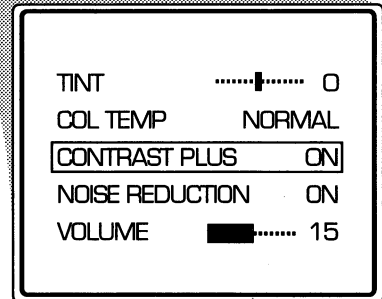 TINT 0
COL TEMP NORMAL
CONTRAST PLUS ON
NOISE REDUCTION ON
VOLUME 15